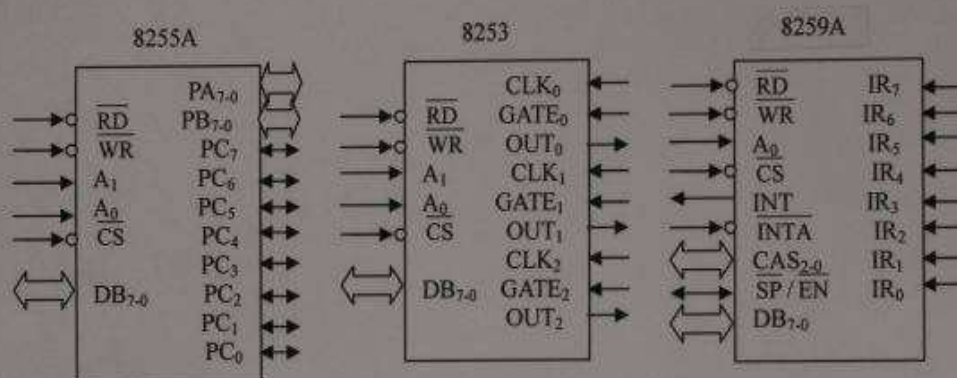 8255A
RD
WR
A1
A0
CS
DB7-0
PA7-0
PB7-0
PC7
PC6
PC5
PC4
PC3
PC2
PC1
PC0
8253
RD
WR
A1
A0
CS
DB7-0
CLK0
GATE0
OUT0
CLK1
GATE1
OUT1
CLK2
GATE2
OUT2
8259A
RD
WR
A0
CS
INT
INTA
CAS2-0
SP / EN
DB7-0
IR7
IR6
IR5
IR4
IR3
IR2
IR1
IR0